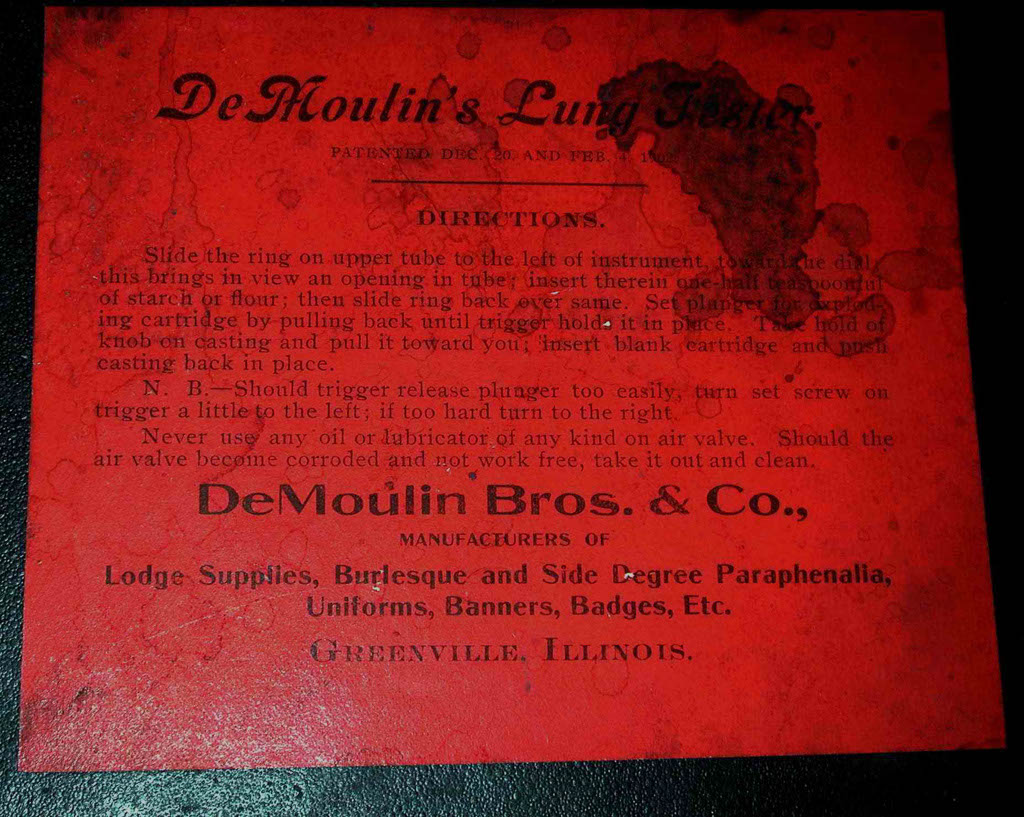 DeMoulin's Lung Tester.
PATENTED DEC. 20. AND FEB. 4, 190
DIRECTIONS.
Slide the ring on upper tube to the left of instrument, toward the dial,
this brings in view an opening in tube; insert therein one-half teaspoonful
of starch or flour; then slide ring back over same. Set plunger for explod-
ing cartridge by pulling back until trigger holds it in place. Take hold of
knob on casting and pull it toward you; insert blank cartridge and push
casting back in place.
N. B.—Should trigger release plunger too easily, turn set screw on
trigger a little to the left; if too hard turn to the right.
Never use any oil or lubricator of any kind on air valve. Should the
air valve become corroded and not work free, take it out and clean.
DeMoulin Bros. & Co.,
MANUFACTURERS OF
Lodge Supplies, Burlesque and Side Degree Paraphenalia,
Uniforms, Banners, Badges, Etc.
GREENVILLE, ILLINOIS.